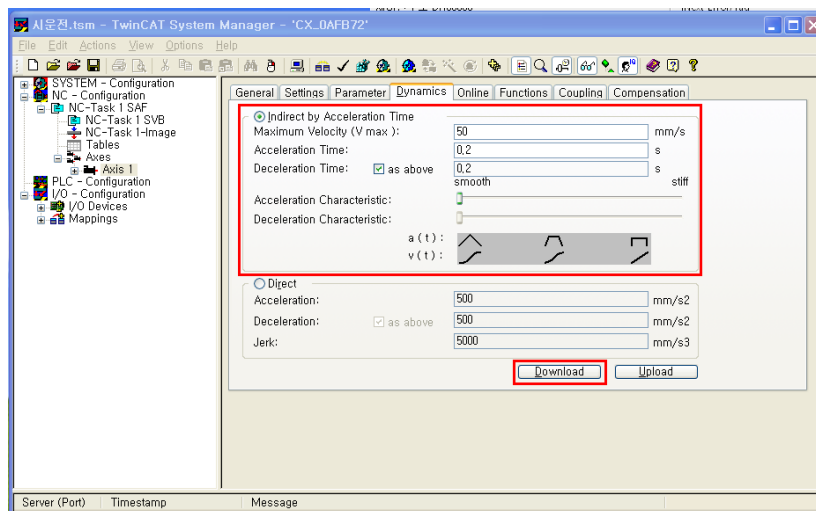 시운전.tsm - TwinCAT System Manager - 'CX_0AFB72'
File Edit Actions View Options Help
SYSTEM - Configuration
NC - Configuration
NC-Task 1 SAF
NC-Task 1 SVB
NC-Task 1-Image
Tables
Axes
Axis 1
PLC - Configuration
I/O - Configuration
I/O Devices
Mappings
General Settings Parameter Dynamics Online Functions Coupling Compensation
Indirect by Acceleration Time
Maximum Velocity (V max ): 50 mm/s
Acceleration Time: 0,2 s
Deceleration Time: as above 0,2 s
smooth stiff
Acceleration Characteristic:
Deceleration Characteristic:
a(t):
v(t):
Direct
Acceleration: 500 mm/s2
Deceleration: as above 500 mm/s2
Jerk: 5000 mm/s3
Download Upload
Server (Port) Timestamp Message